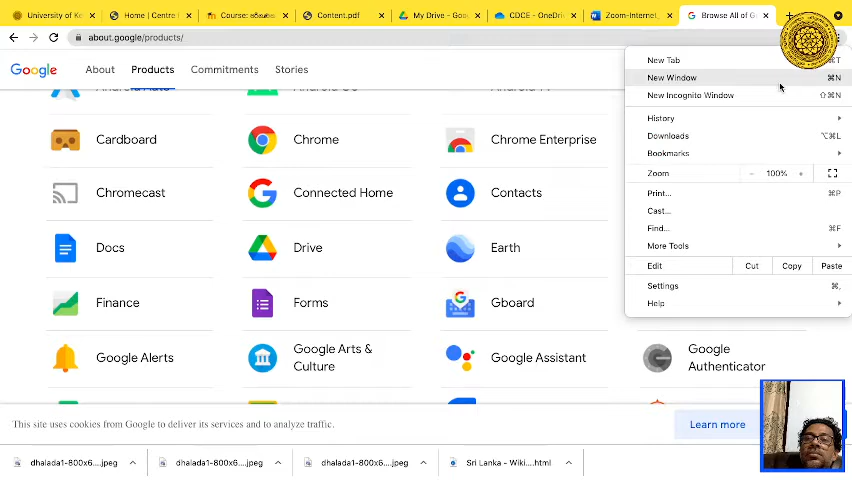 University of Ke
Home | Centre f
Content.pdf
My Drive – Goog
CDCE - OneDriv
Zoom-Internet_
Browse All of G
about.google/products/
Google
About
Products
Commitments
Stories
New Tab
⌘T
New Window
⌘N
New Incognito Window
⇧⌘N
History
Downloads
⌥⌘L
Bookmarks
Zoom
− 100% +
Print...
⌘P
Cast...
Find...
⌘F
More Tools
Edit
Cut
Copy
Paste
Settings
⌘,
Help
Cardboard
Chrome
Chrome Enterprise
Chromecast
Connected Home
Contacts
Docs
Drive
Earth
Finance
Forms
Gboard
Google Alerts
Google Arts &
Culture
Google Assistant
Google
Authenticator
This site uses cookies from Google to deliver its services and to analyze traffic.
Learn more
dhalada1-800x6....jpeg
dhalada1-800x6....jpeg
dhalada1-800x6....jpeg
Sri Lanka - Wiki....html